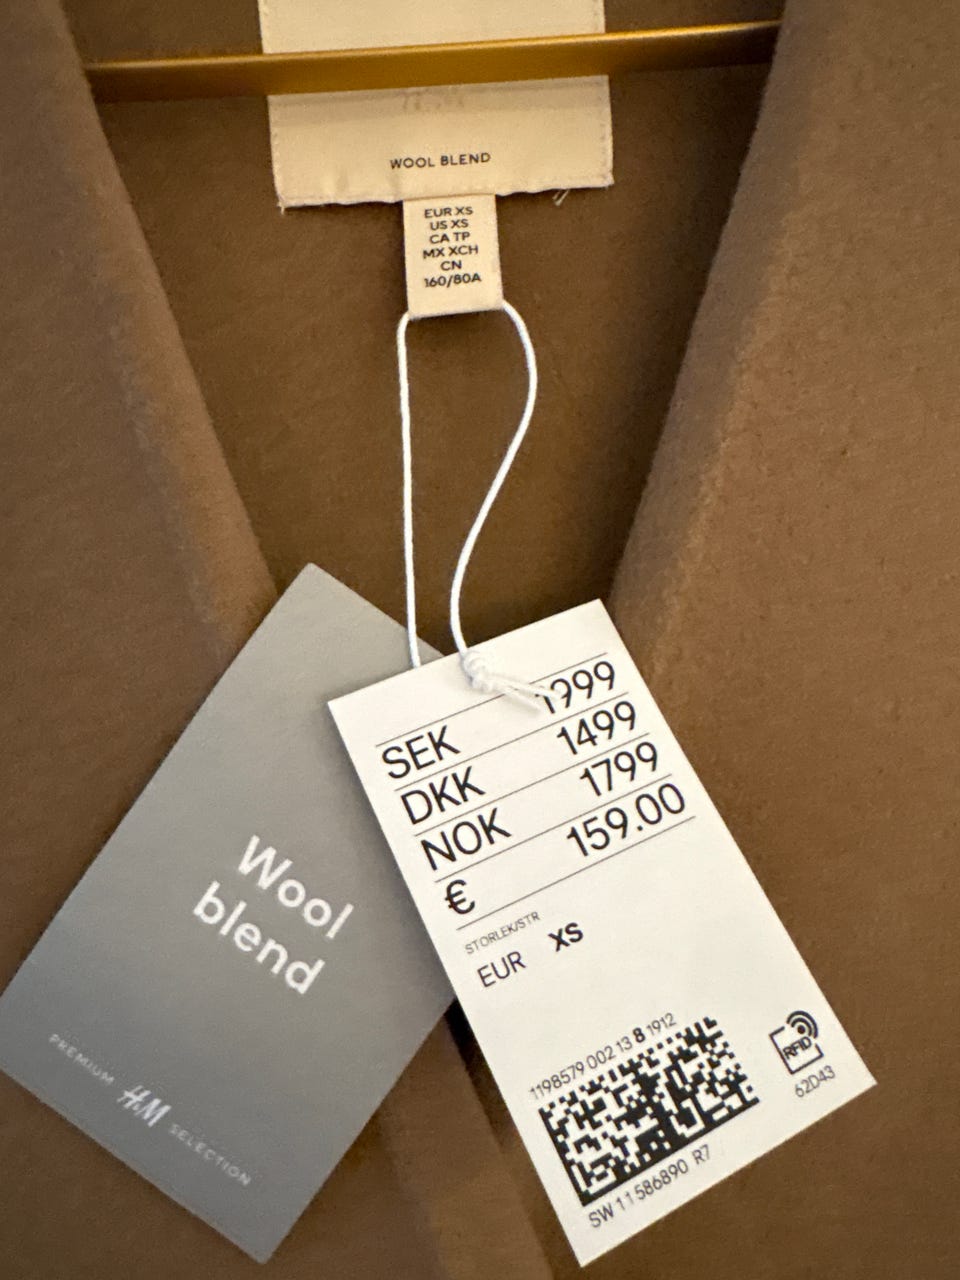 WOOL BLEND
EUR XS
US XS
CA TP
MX XCH
CN
160/80A
Wool
blend
PREMIUM H&M SELECTION
SEK 1999
DKK 1499
NOK 1799
€ 159.00
STORLEK/STR
EUR XS
1198579 002 13 8 1912
RFID
62D43
SW 11586890 R7